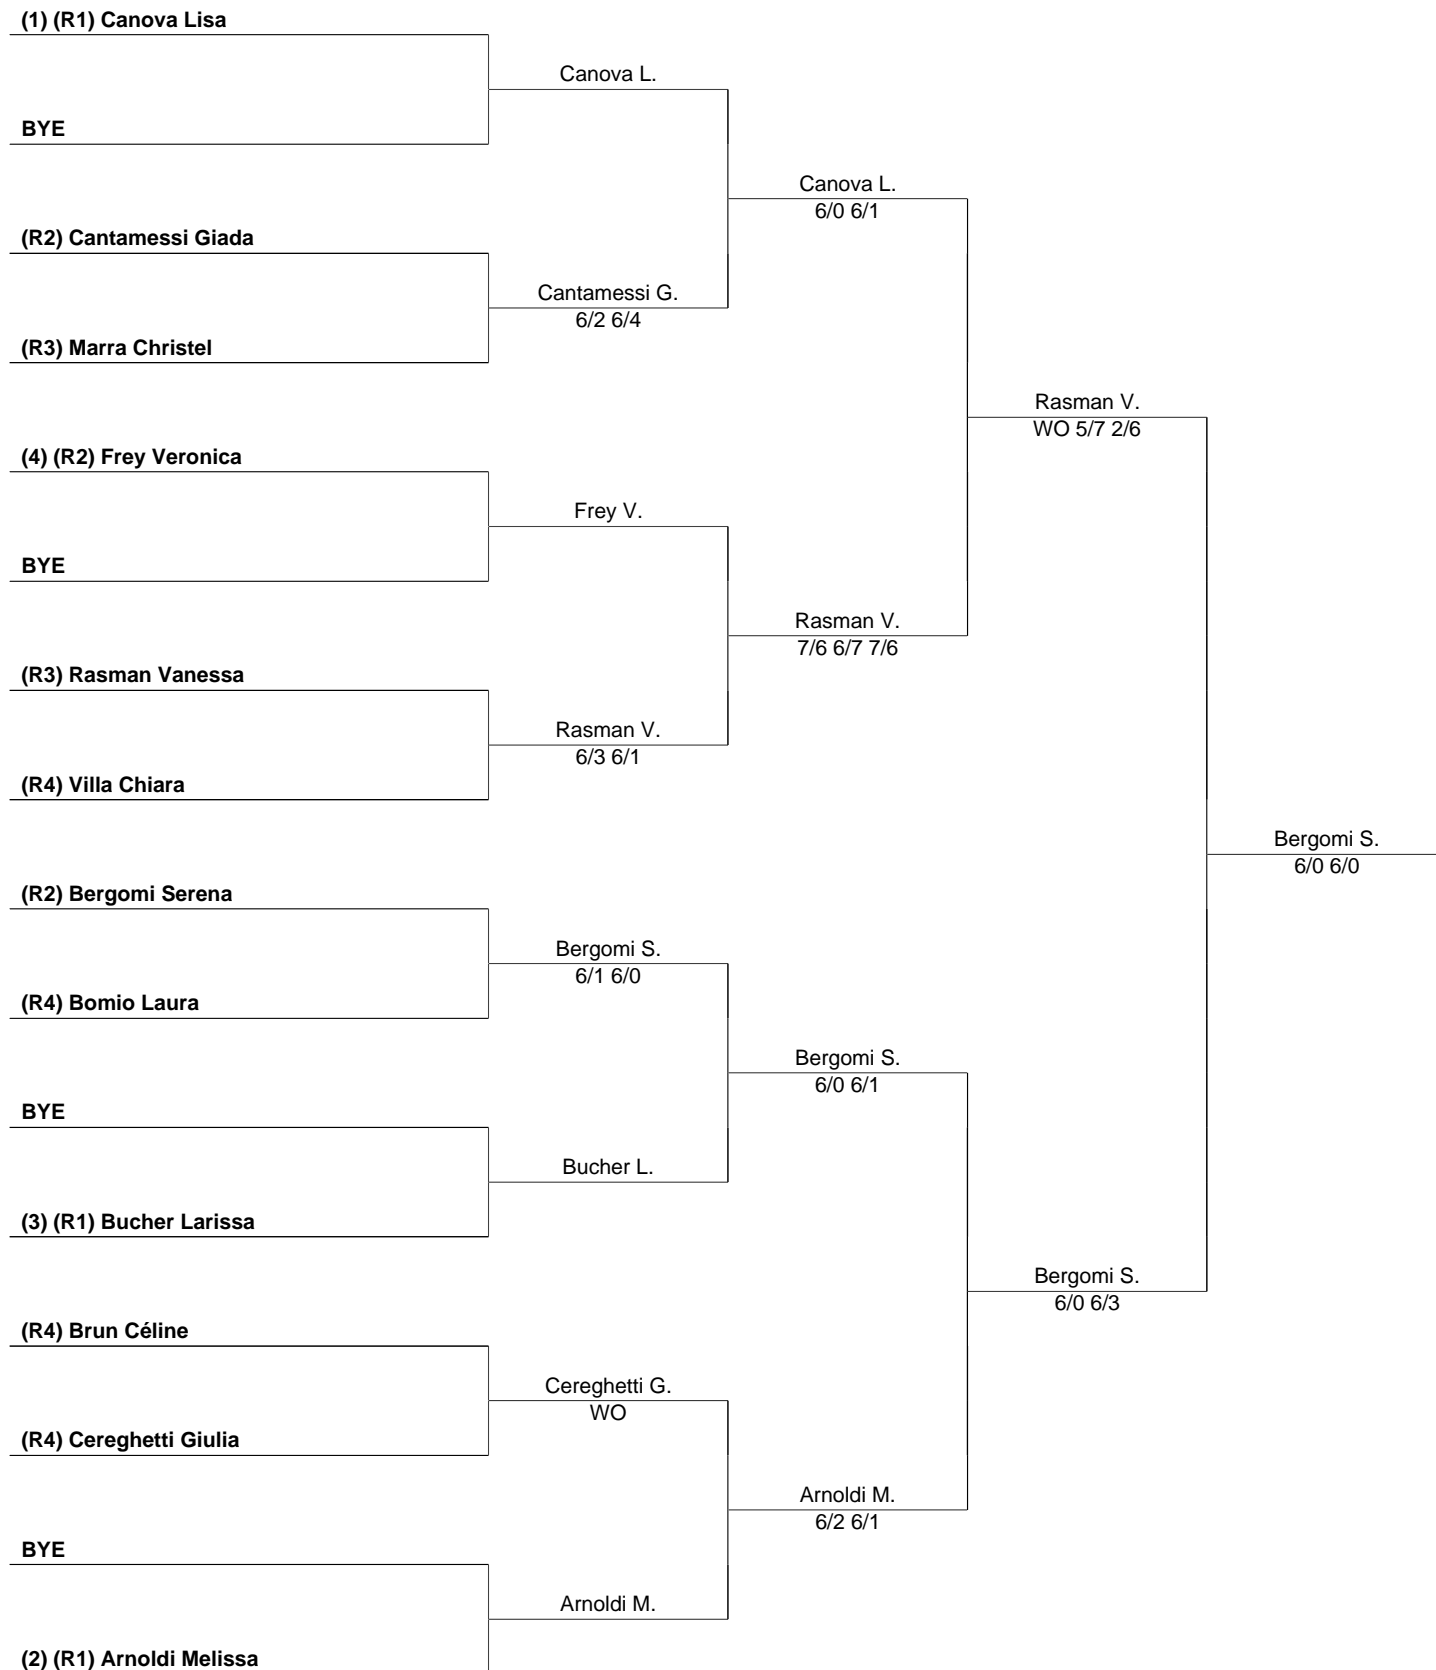 (1) (R1) Canova Lisa
Canova L.
BYE
Canova L.
6/0 6/1
(R2) Cantamessi Giada
Cantamessi G.
6/2 6/4
(R3) Marra Christel
Rasman V.
WO 5/7 2/6
(4) (R2) Frey Veronica
Frey V.
BYE
Rasman V.
7/6 6/7 7/6
(R3) Rasman Vanessa
Rasman V.
6/3 6/1
(R4) Villa Chiara
Bergomi S.
6/0 6/0
(R2) Bergomi Serena
Bergomi S.
6/1 6/0
(R4) Bomio Laura
Bergomi S.
6/0 6/1
BYE
Bucher L.
(3) (R1) Bucher Larissa
Bergomi S.
6/0 6/3
(R4) Brun Céline
Cereghetti G.
WO
(R4) Cereghetti Giulia
Arnoldi M.
6/2 6/1
BYE
Arnoldi M.
(2) (R1) Arnoldi Melissa